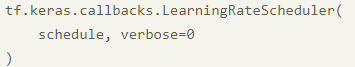 tf.keras.callbacks.LearningRateScheduler(
    schedule, verbose=0
)